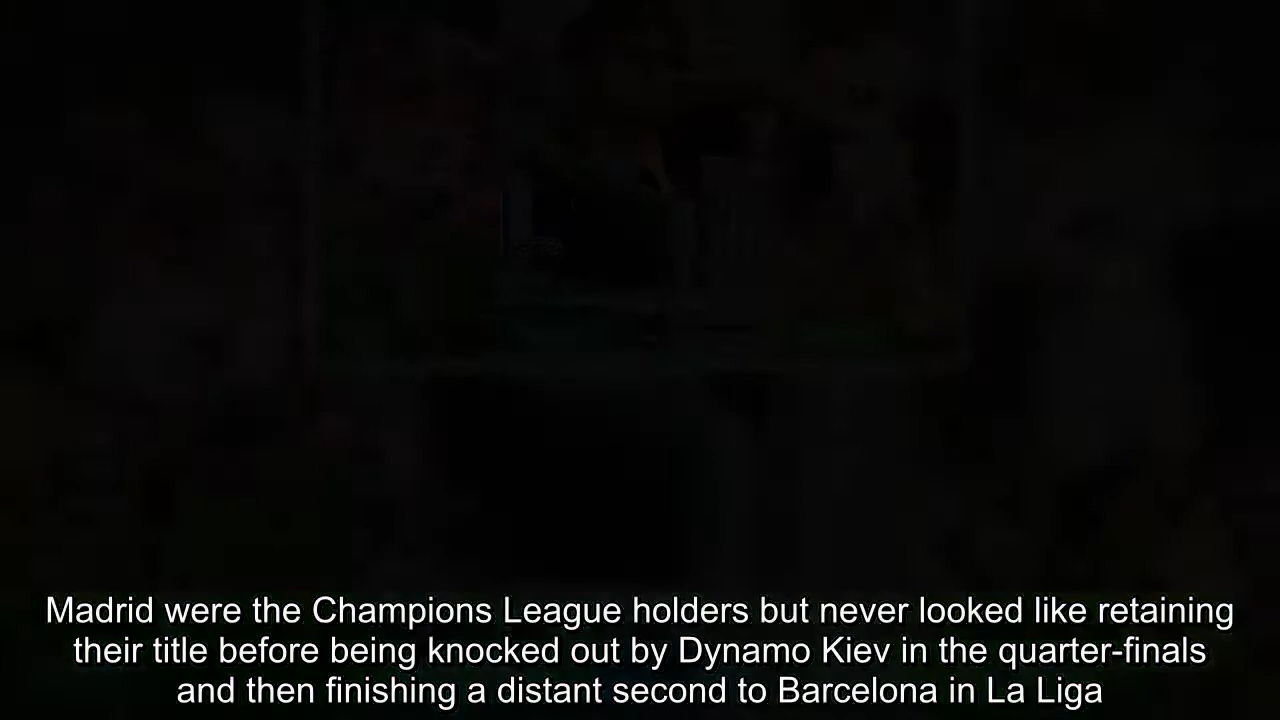 Madrid were the Champions League holders but never looked like retaining
their title before being knocked out by Dynamo Kiev in the quarter-finals
and then finishing a distant second to Barcelona in La Liga